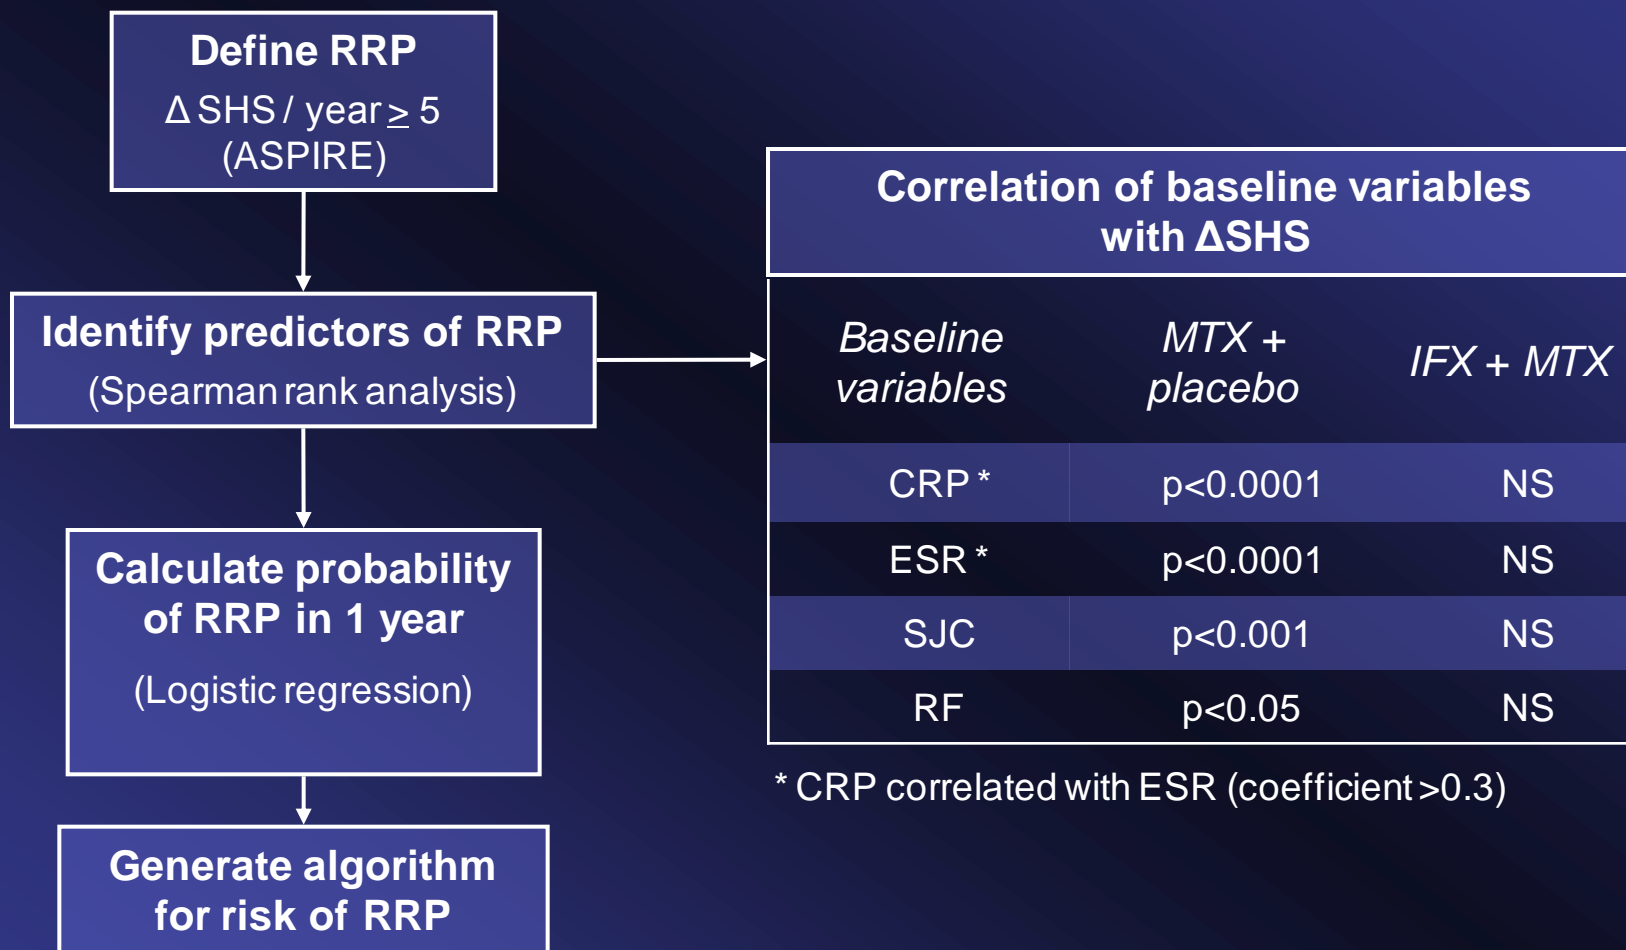 Define RRP
Δ SHS / year ≥ 5
(ASPIRE)
Identify predictors of RRP
(Spearman rank analysis)
Calculate probability
of RRP in 1 year
(Logistic regression)
Generate algorithm
for risk of RRP
Correlation of baseline variables
with ΔSHS
Baseline variables MTX + placebo IFX + MTX
CRP * p<0.0001 NS
ESR * p<0.0001 NS
SJC p<0.001 NS
RF p<0.05 NS
* CRP correlated with ESR (coefficient >0.3)